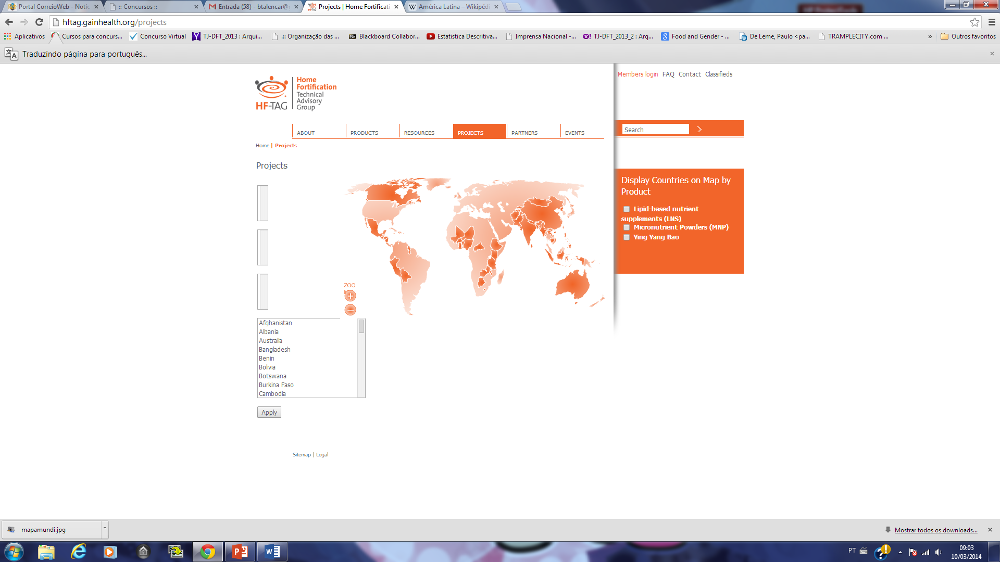 Portal CorreioWeb - Notíc
:: Concursos ::
Entrada (58) - btalencar@
Projects | Home Fortificati
América Latina – Wikipédi
hftag.gainhealth.org/projects
Aplicativos
Cursos para concurs...
Concurso Virtual
TJ-DFT_2013 : Arqui...
.:: Organização das ...
Blackboard Collabor...
Estatistica Descritiva...
Imprensa Nacional -...
TJ-DFT_2013_2 : Arq...
Food and Gender - ...
De Leme, Paulo <pa...
TRAMPLECITY.com ...
»
Outros favoritos
Traduzindo página para português...
Members login FAQ Contact Classifieds
Home
Fortification
Technical
Advisory
Group
HF-TAG
ABOUT
PRODUCTS
RESOURCES
PROJECTS
PARTNERS
EVENTS
Search
Home | Projects
Projects
Display Countries on Map by
Product
Lipid-based nutrient
supplements (LNS)
Micronutrient Powders (MNP)
Ying Yang Bao
ZOO
Afghanistan
Albania
Australia
Bangladesh
Benin
Bolivia
Botswana
Burkina Faso
Cambodia
Apply
Sitemap | Legal
mapamundi.jpg
Mostrar todos os downloads...
PT
09:03
10/03/2014